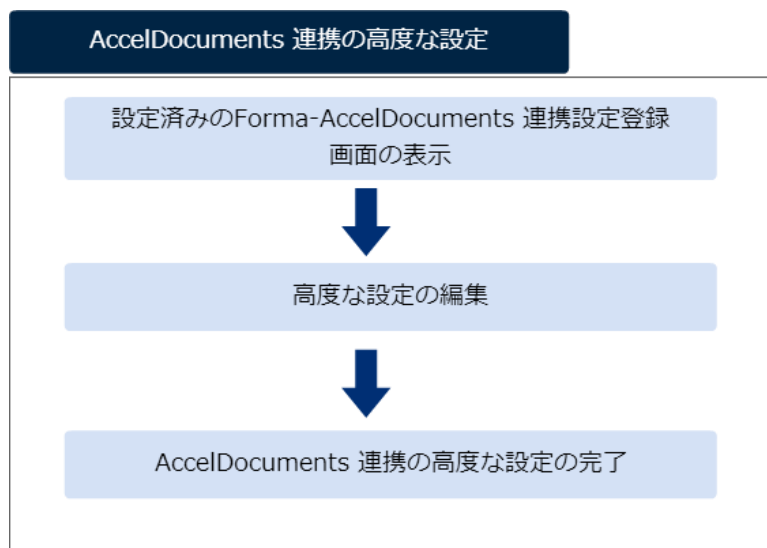 AccelDocuments 連携の高度な設定
設定済みのForma-AccelDocuments 連携設定登録
画面の表示
高度な設定の編集
AccelDocuments 連携の高度な設定の完了